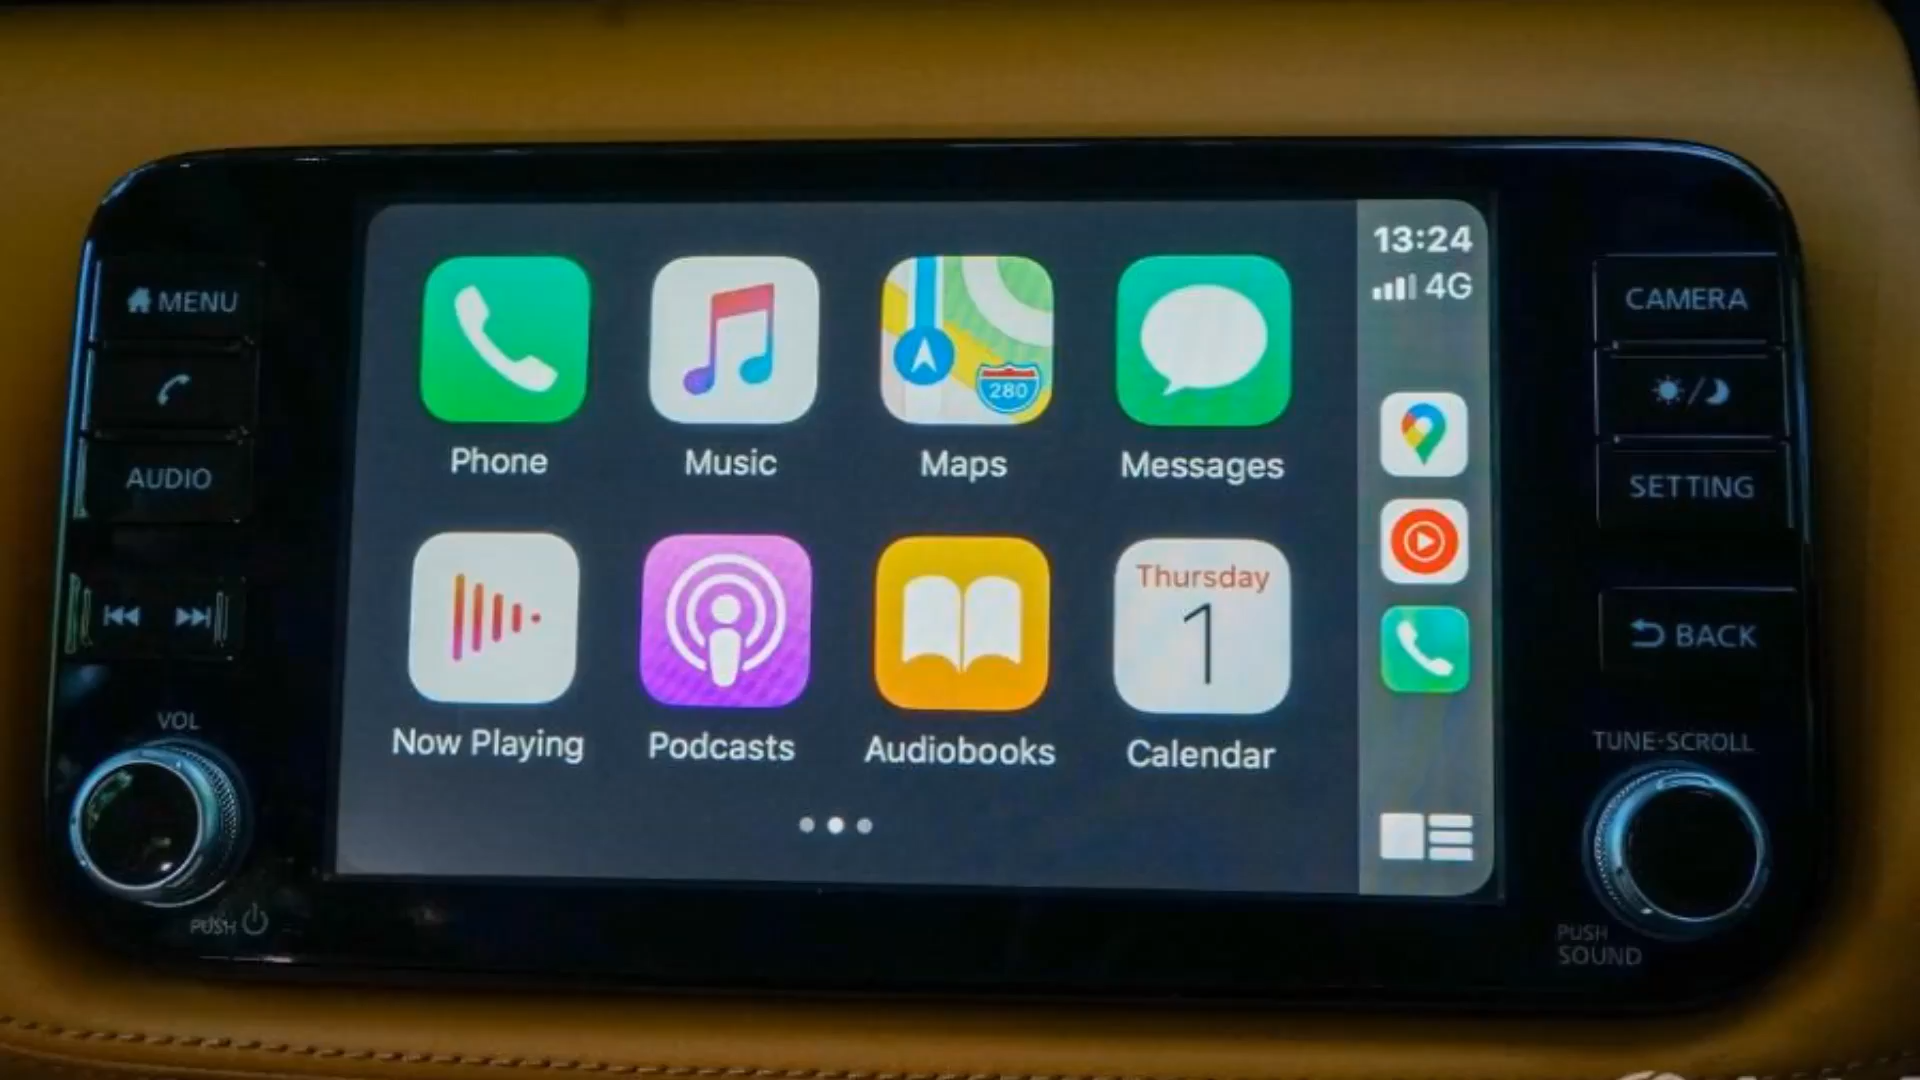 MENU
AUDIO
VOL
PUSH
Phone
Music
280
Maps
Messages
Now Playing
Podcasts
Audiobooks
Thursday
1
Calendar
13:24
4G
CAMERA
SETTING
BACK
TUNE·SCROLL
PUSH
SOUND